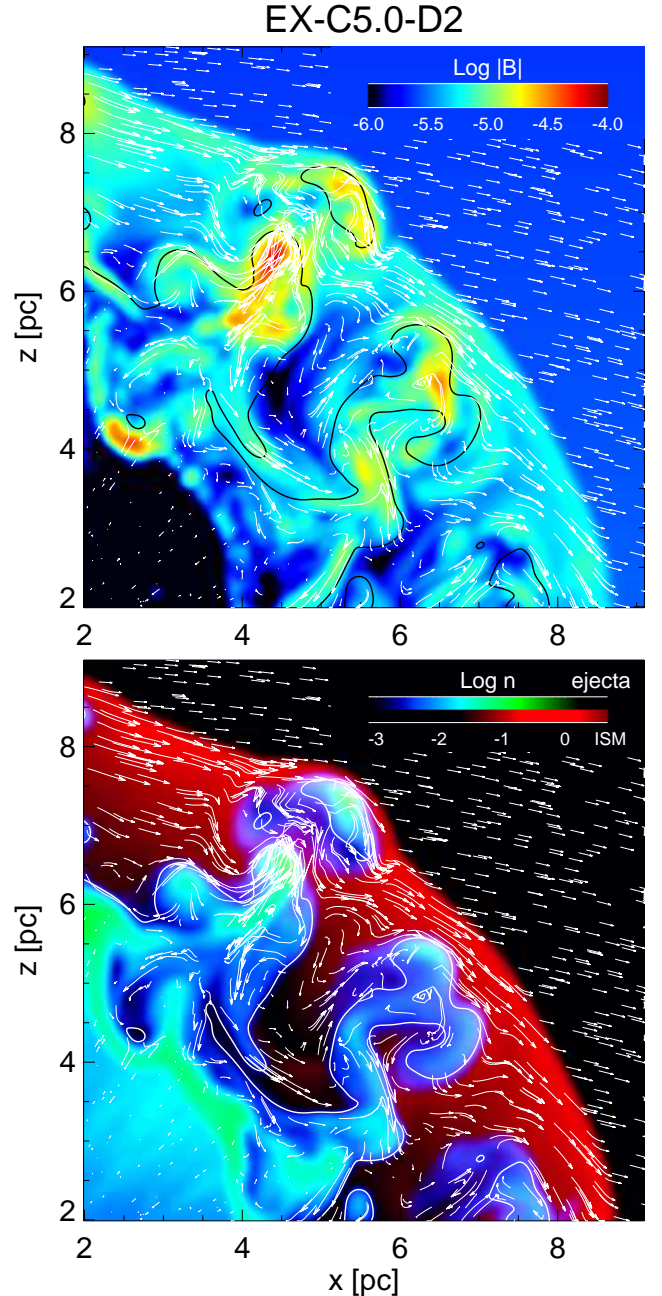 EX-C5.0-D2
Log |B|
-6.0 -5.5 -5.0 -4.5 -4.0
8
6
4
2
z [pc]
2 4 6 8
Log n ejecta
-3 -2 -1 0 ISM
8
6
4
2
z [pc]
2 4 6 8
x [pc]